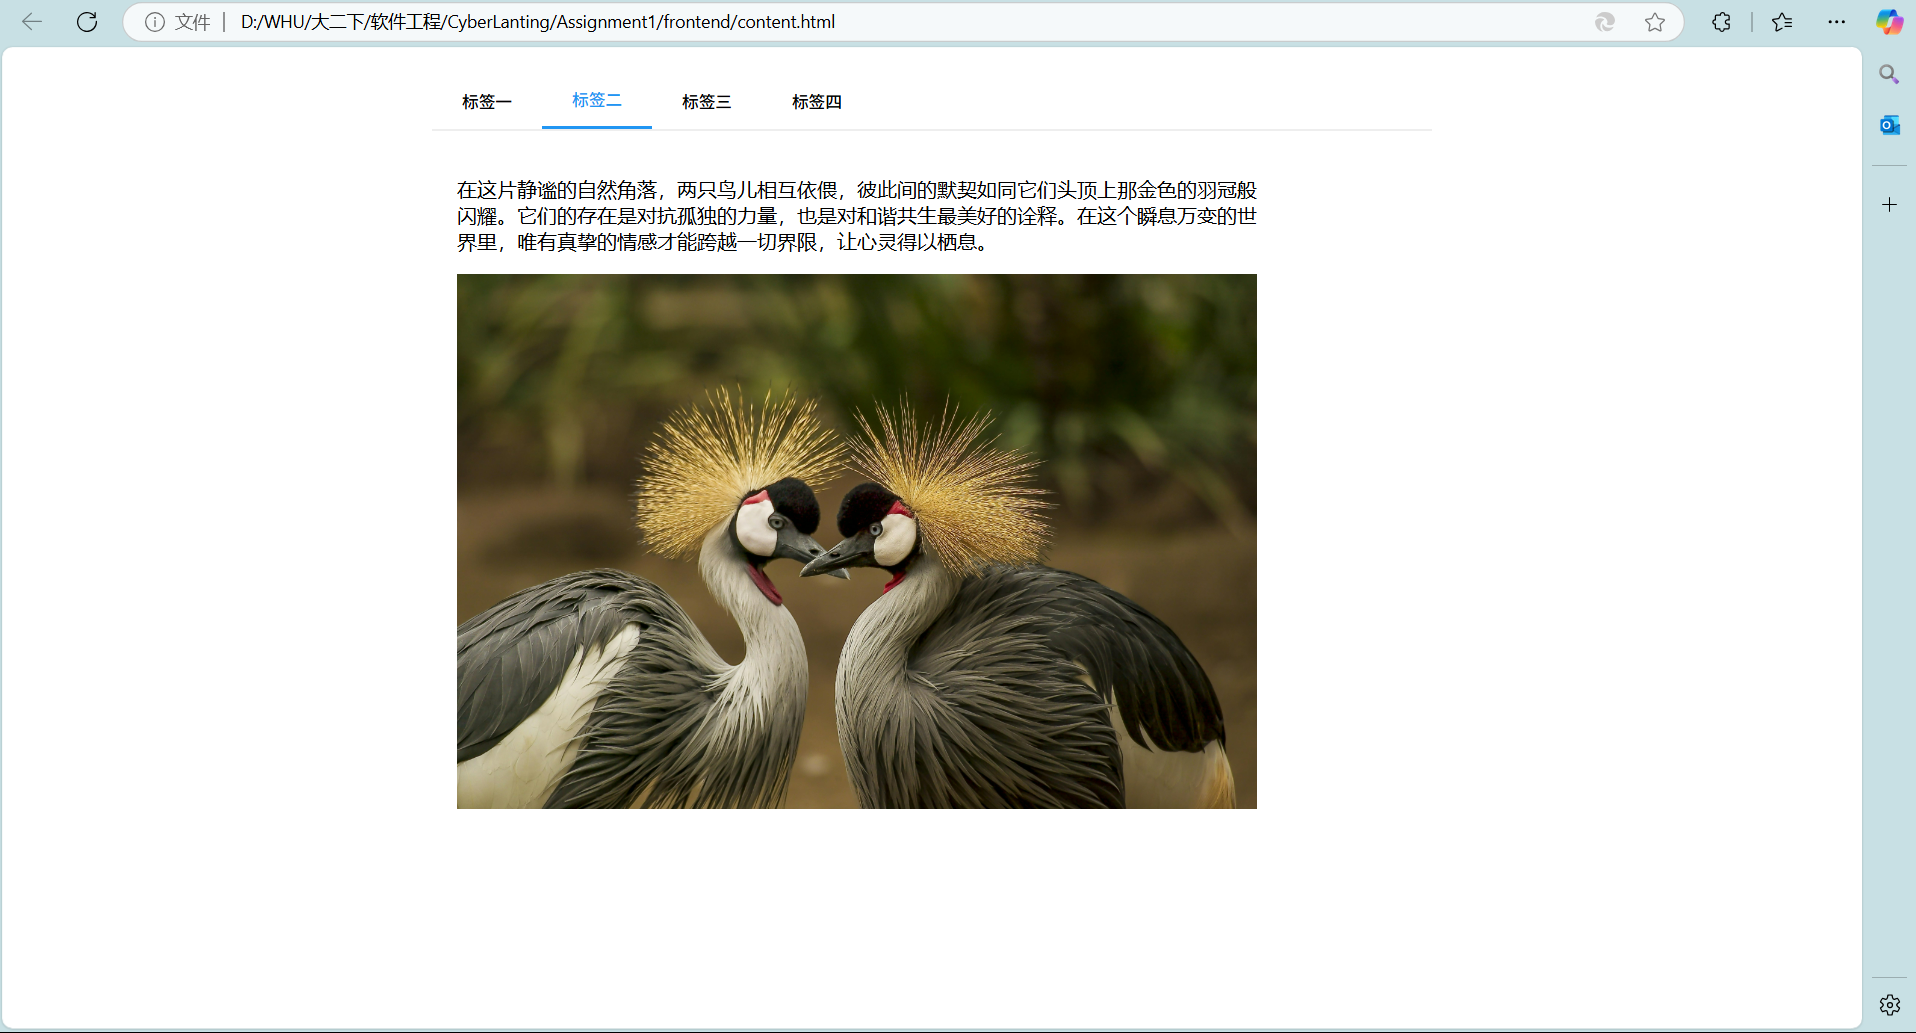 文件
D:/WHU/大二下/软件工程/CyberLanting/Assignment1/frontend/content.html
标签一
标签二
标签三
标签四
在这片静谧的自然角落，两只鸟儿相互依偎，彼此间的默契如同它们头顶上那金色的羽冠般
闪耀。它们的存在是对抗孤独的力量，也是对和谐共生最美好的诠释。在这个瞬息万变的世
界里，唯有真挚的情感才能跨越一切界限，让心灵得以栖息。